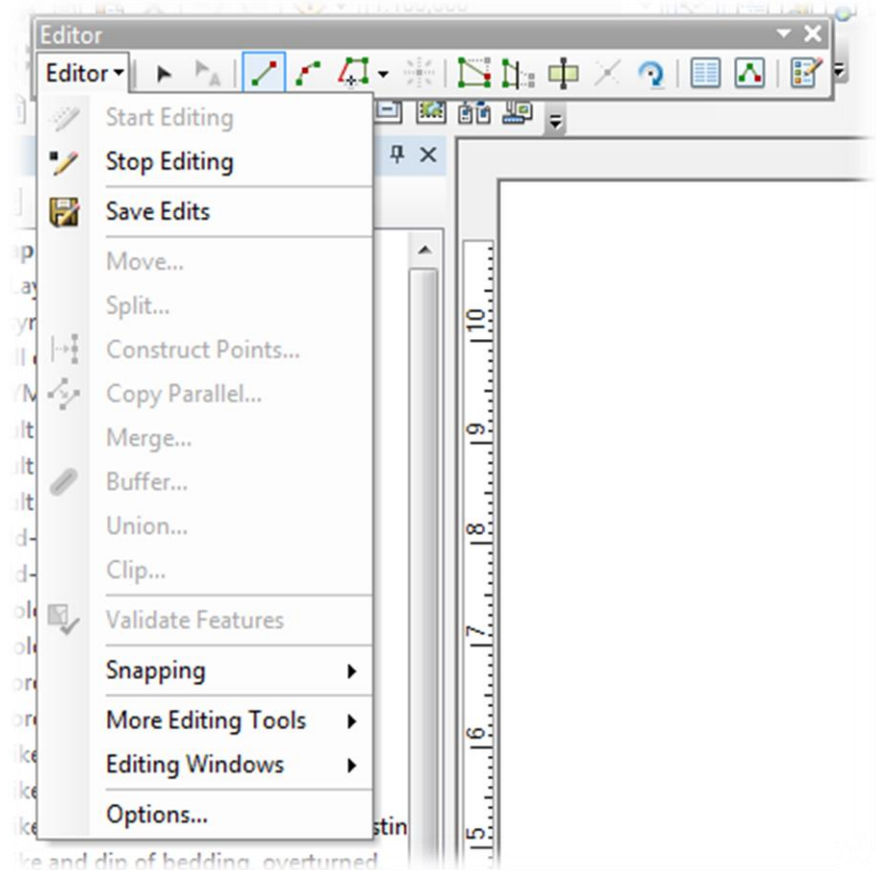 Editor
Editor
Start Editing
Stop Editing
Save Edits
Move...
Split...
Construct Points...
Copy Parallel...
Merge...
Buffer...
Union...
Clip...
Validate Features
Snapping
More Editing Tools
Editing Windows
Options...
ke and dip of bedding, overturned
10
9
8
7
6
5